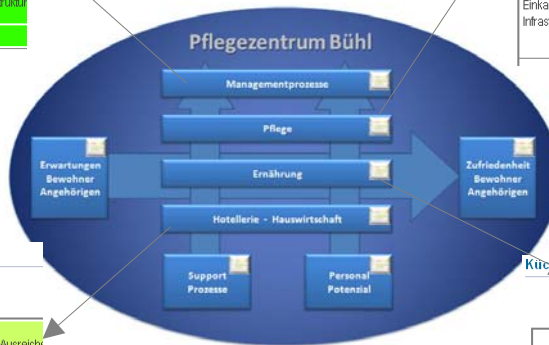 Pflegezentrum Bühl
Managementprozesse
Pflege
Erwartungen
Bewohner
Angehörigen
Ernährung
Zufriedenheit
Bewohner
Angehörigen
Hotellerie - Hauswirtschaft
Support
Prozesse
Personal
Potenzial